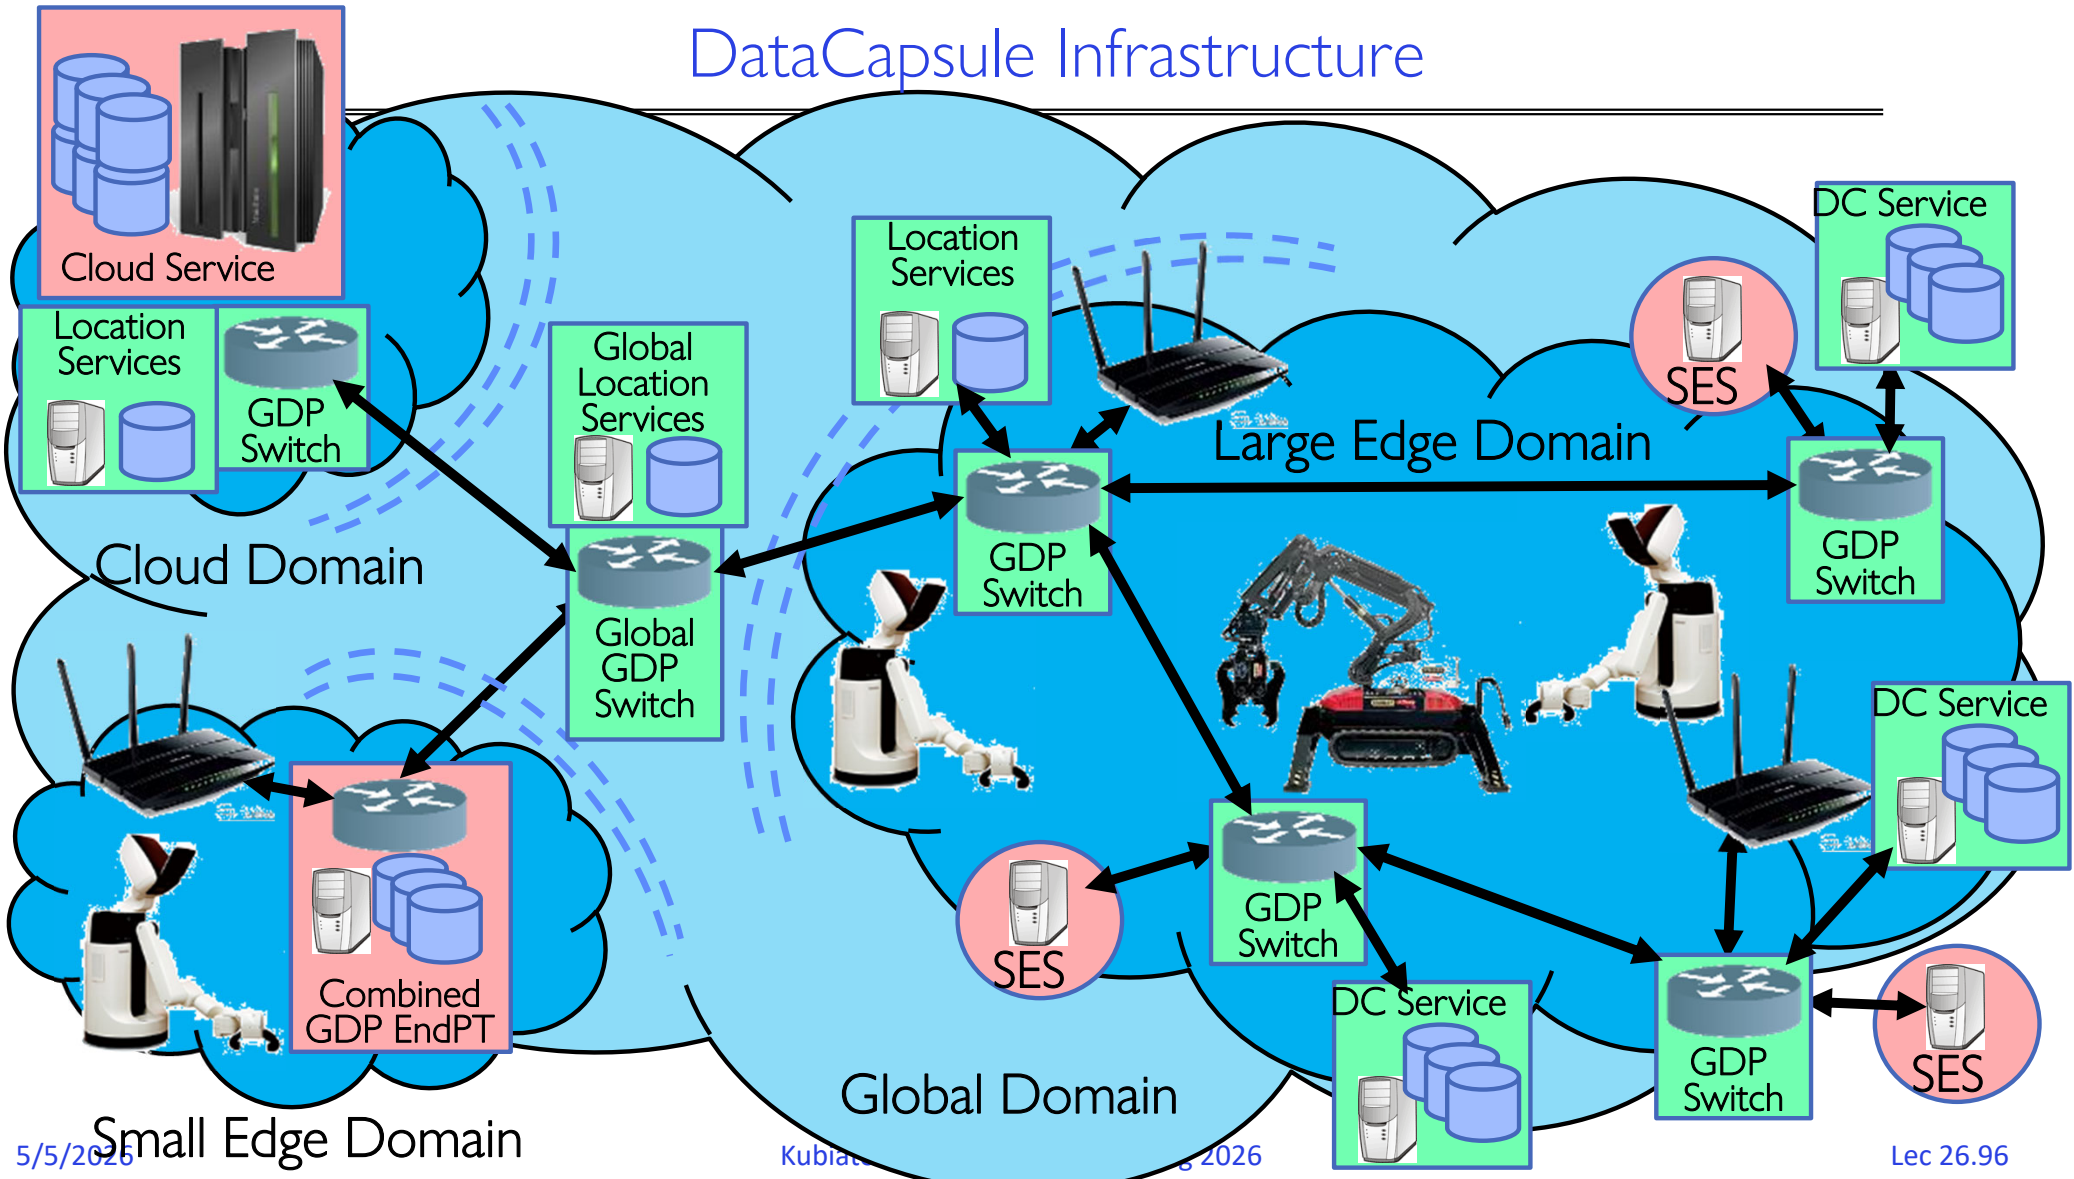 DataCapsule Infrastructure
Cloud Service
Location
Services
GDP
Switch
Cloud Domain
Global
Location
Services
Global
GDP
Switch
Location
Services
GDP
Switch
Large Edge Domain
SES
DC Service
GDP
Switch
DC Service
GDP
Switch
SES
DC Service
GDP
Switch
SES
Combined
GDP EndPT
Small Edge Domain
Global Domain
5/5/2026
2026
Lec 26.96